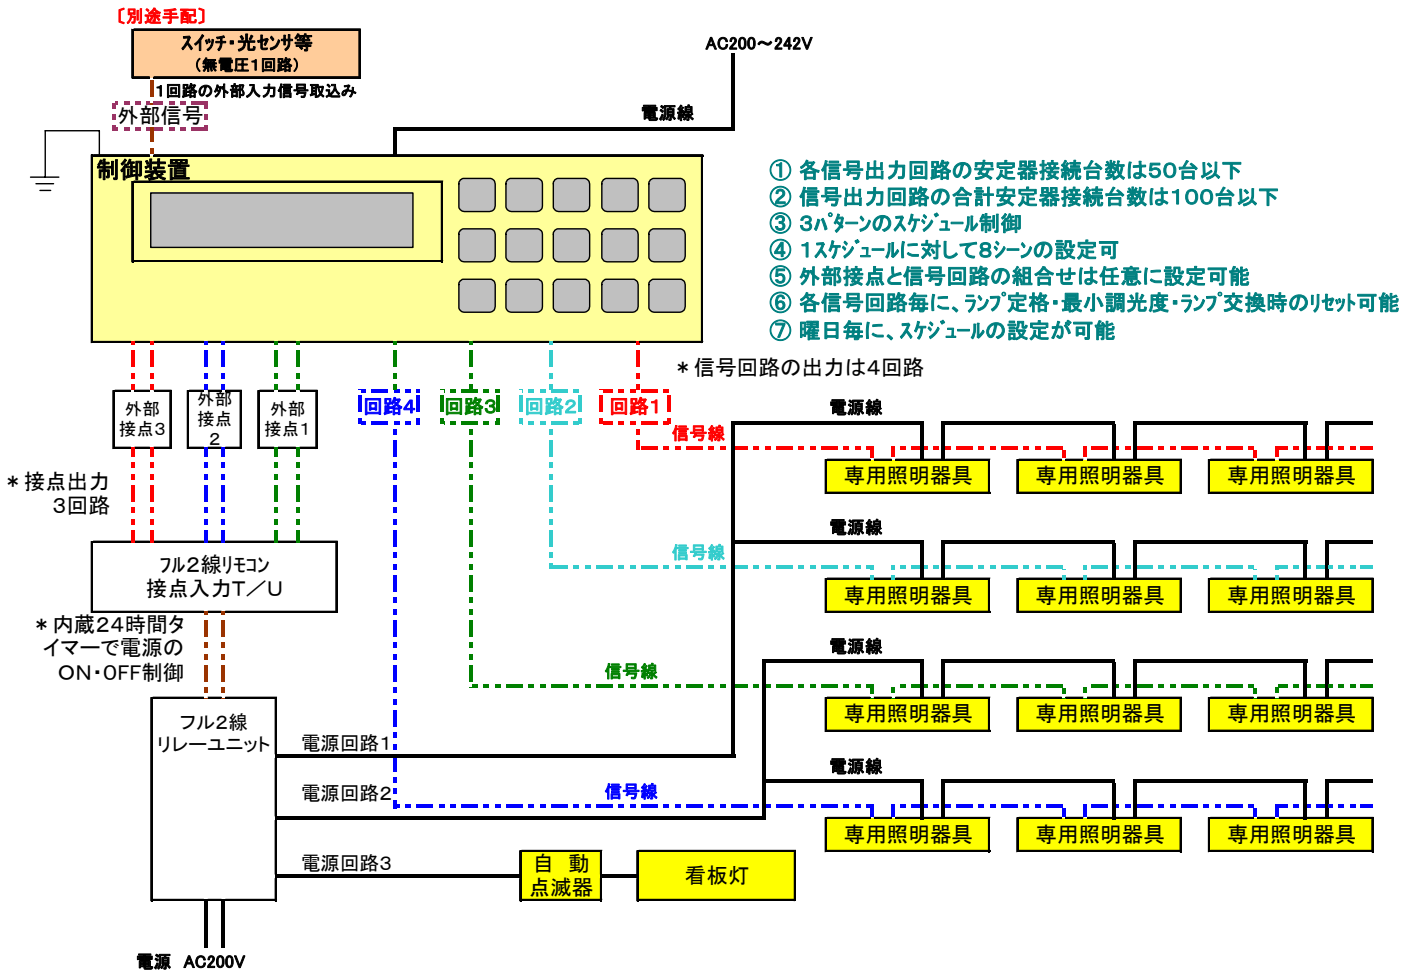 〔別途手配〕
スイッチ・光センサ等
（無電圧１回路）
１回路の外部入力信号取込み
外部信号
AC200～242V
電源線
制御装置
① 各信号出力回路の安定器接続台数は50台以下
② 信号出力回路の合計安定器接続台数は100台以下
③ 3パターンのスケジュール制御
④ 1スケジュールに対して8シーンの設定可
⑤ 外部接点と信号回路の組合せは任意に設定可能
⑥ 各信号回路毎に、ランプ定格・最小調光度・ランプ交換時のリセット可能
⑦ 曜日毎に、スケジュールの設定が可能
＊信号回路の出力は4回路
外部
接点3
外部
接点
2
外部
接点1
回路4
回路3
回路2
回路1
電源線
信号線
専用照明器具
専用照明器具
専用照明器具
＊接点出力
3回路
電源線
信号線
専用照明器具
専用照明器具
専用照明器具
フル2線リモコン
接点入力T／U
＊内蔵24時間タ
イマーで電源の
ON・OFF制御
電源線
信号線
専用照明器具
専用照明器具
専用照明器具
フル2線
リレーユニット
電源回路1
電源回路2
電源線
信号線
専用照明器具
専用照明器具
専用照明器具
電源回路3
自　動
点滅器
看板灯
電源　AC200V